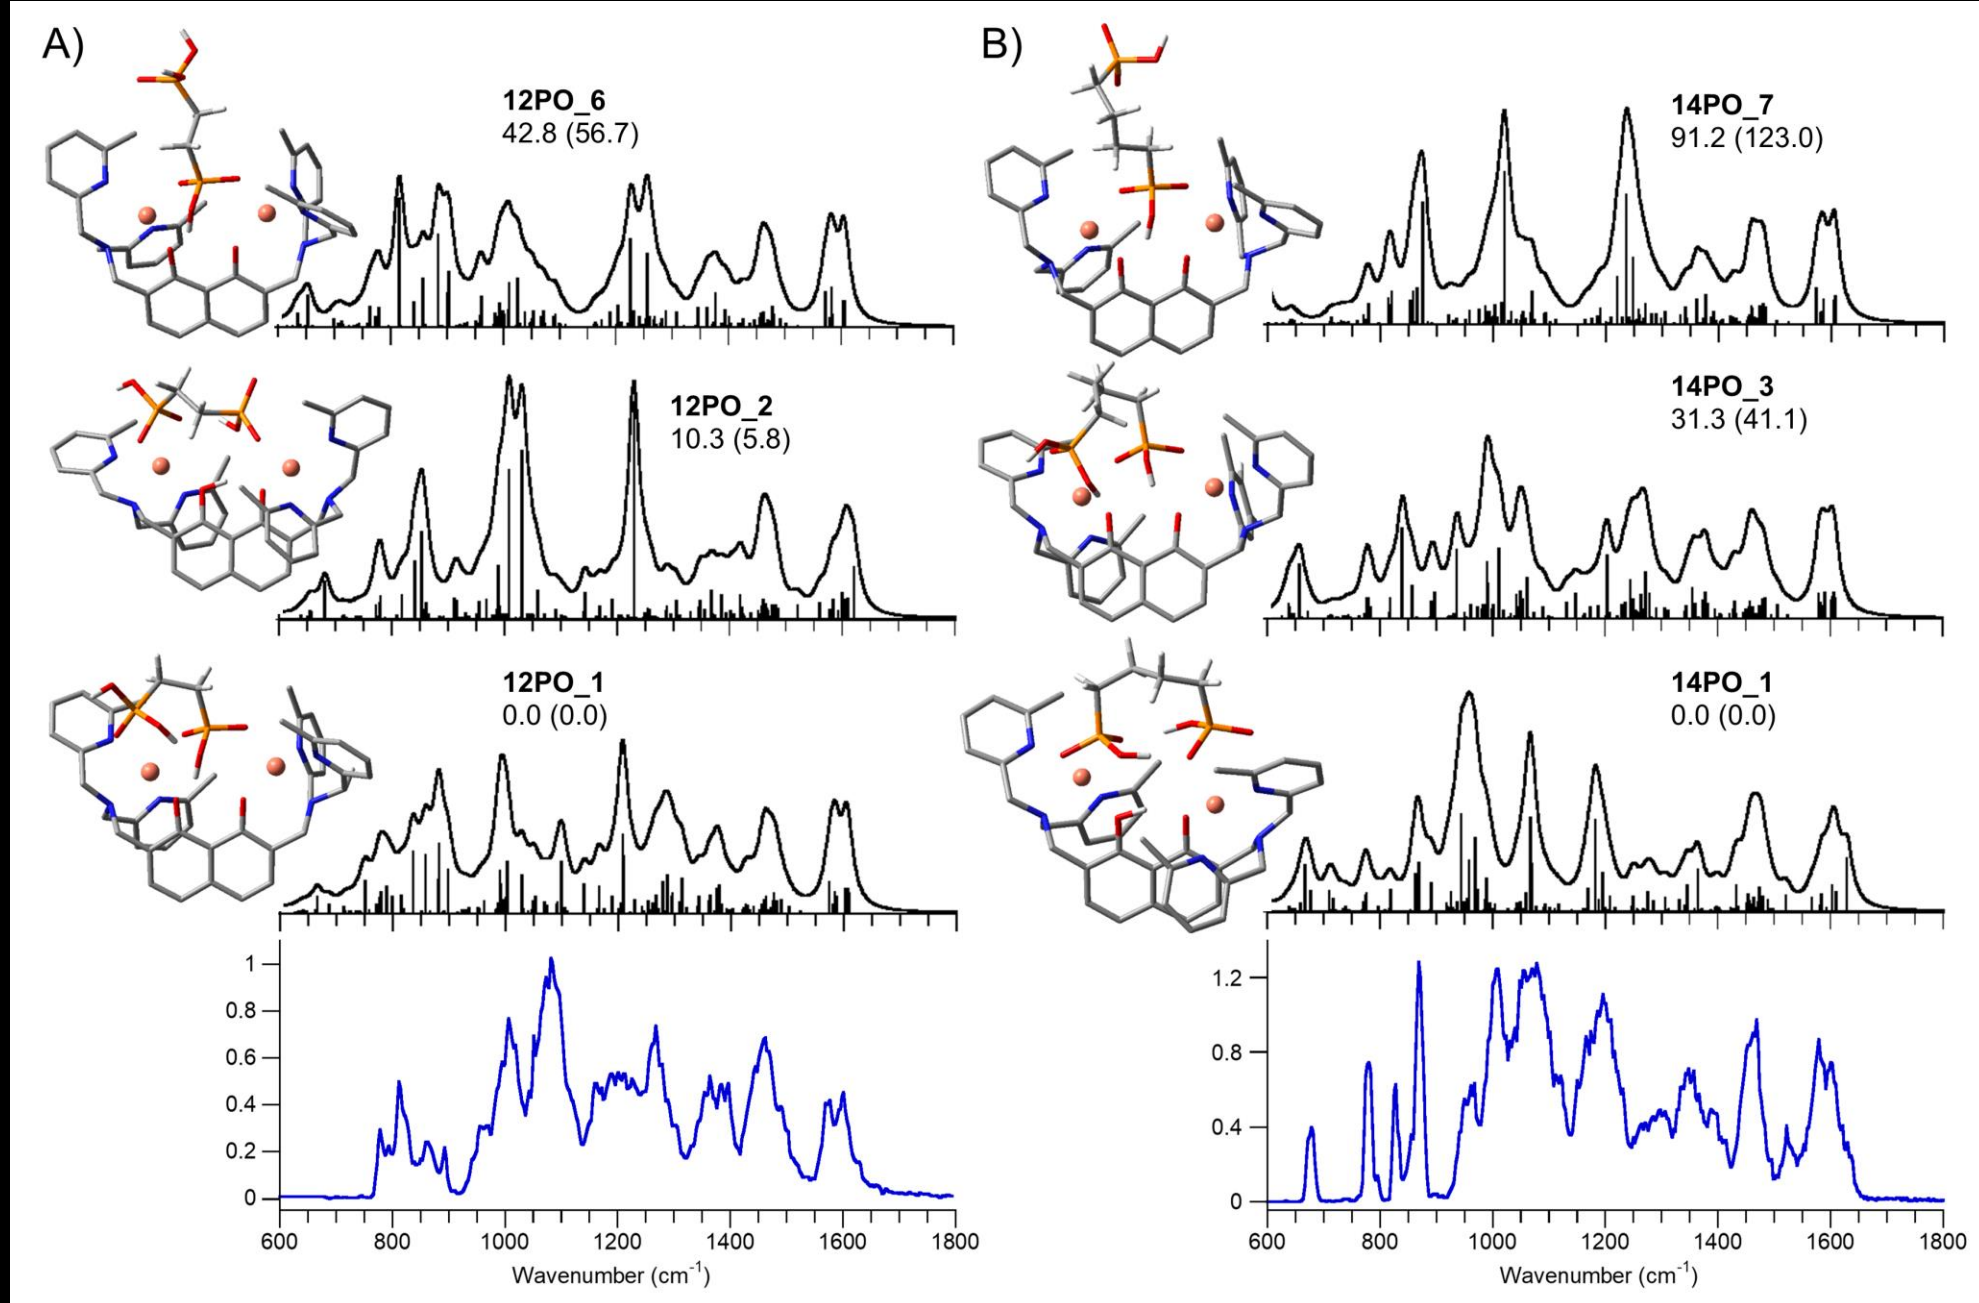 A)
12PO_6
42.8 (56.7)
12PO_2
10.3 (5.8)
12PO_1
0.0 (0.0)
1
0.8
0.6
0.4
0.2
0
600 800 1000 1200 1400 1600 1800
Wavenumber (cm-1)
B)
14PO_7
91.2 (123.0)
14PO_3
31.3 (41.1)
14PO_1
0.0 (0.0)
1.2
0.8
0.4
0
600 800 1000 1200 1400 1600 1800
Wavenumber (cm-1)